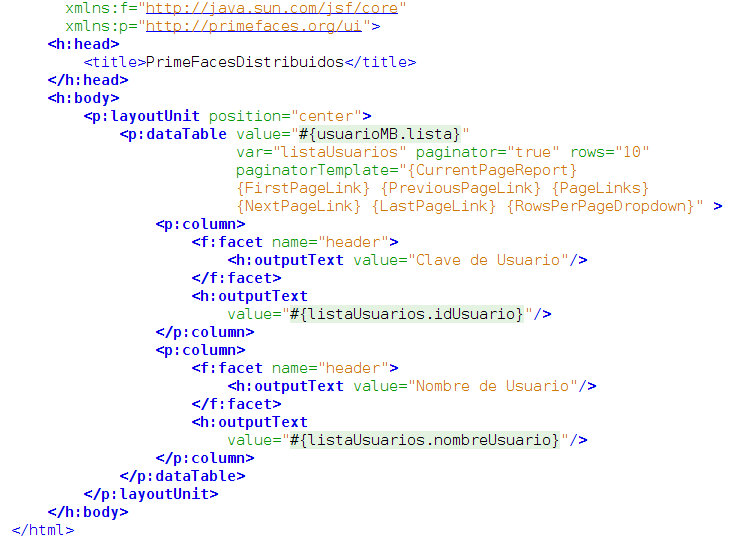 xmlns:f="http://java.sun.com/jsf/core"
xmlns:p="http://primefaces.org/ui">
<h:head>
<title>PrimeFacesDistribuidos</title>
</h:head>
<h:body>
<p:layoutUnit position="center">
<p:dataTable value="#{usuarioMB.lista}"
var="listaUsuarios" paginator="true" rows="10"
paginatorTemplate="{CurrentPageReport}
{FirstPageLink} {PreviousPageLink} {PageLinks}
{NextPageLink} {LastPageLink} {RowsPerPageDropdown}" >
<p:column>
<f:facet name="header">
<h:outputText value="Clave de Usuario"/>
</f:facet>
<h:outputText
value="#{listaUsuarios.idUsuario}"/>
</p:column>
<p:column>
<f:facet name="header">
<h:outputText value="Nombre de Usuario"/>
</f:facet>
<h:outputText
value="#{listaUsuarios.nombreUsuario}"/>
</p:column>
</p:dataTable>
</p:layoutUnit>
</h:body>
</html>